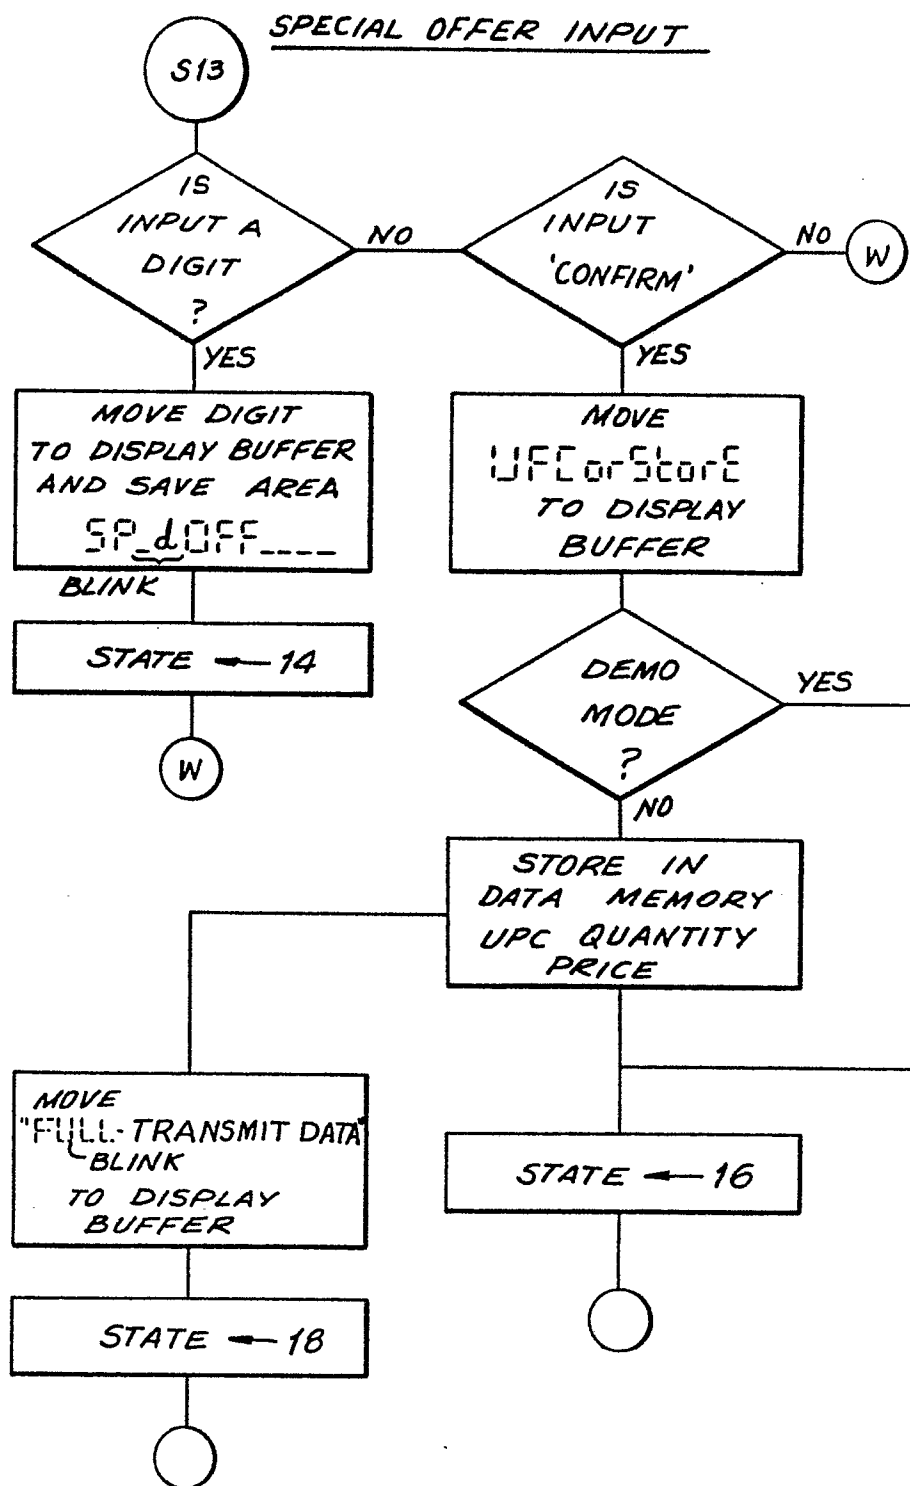 SPECIAL OFFER INPUT
S13
IS
INPUT A
DIGIT
?
NO
YES
IS
INPUT
'CONFIRM'
NO
W
YES
MOVE DIGIT
TO DISPLAY BUFFER
AND SAVE AREA
SP_dOFF____
BLINK
STATE ← 14
W
MOVE
UFCorStorE
TO DISPLAY
BUFFER
DEMO
MODE
?
YES
NO
STORE IN
DATA MEMORY
UPC QUANTITY
PRICE
MOVE
"FULL-TRANSMIT DATA"
BLINK
TO DISPLAY
BUFFER
STATE ← 18
STATE ← 16